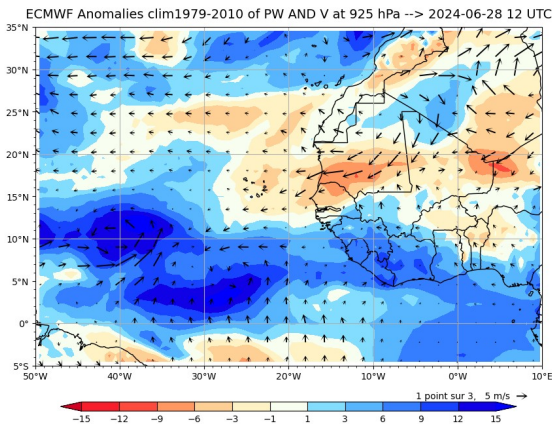 ECMWF Anomalies clim1979-2010 of PW AND V at 925 hPa --> 2024-06-28 12 UTC
35°N
30°N
25°N
20°N
15°N
10°N
5°N
0°
5°S
50°W 40°W 30°W 20°W 10°W 0°W 10°E
1 point sur 3, 5 m/s
−15 −12 −9 −6 −3 −1 1 3 6 9 12 15